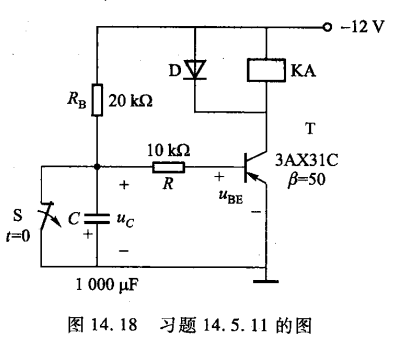 −12 V
D
KA
R_B 20 kΩ
T
10 kΩ
3AX31C
+
R
+
β=50
u_BE
S
C
u_C
−
t=0
+
−
1 000 μF
图 14.18 习题 14.5.11 的图